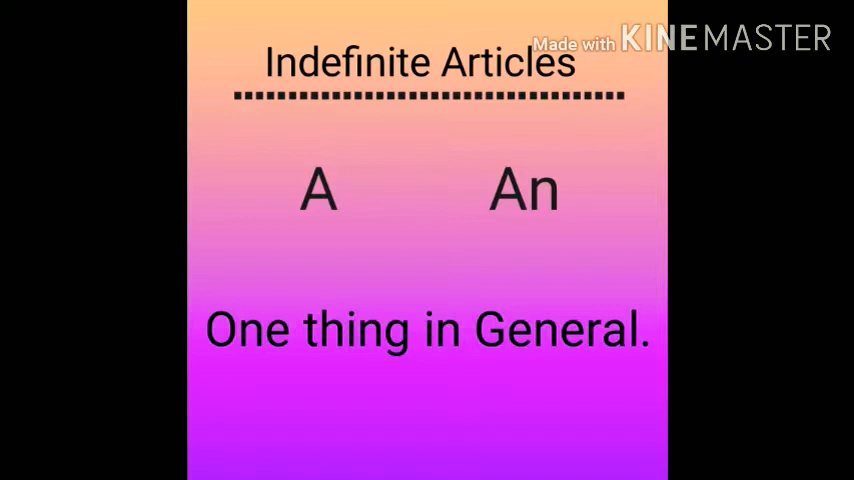 Made with KINEMASTER
Indefinite Articles
A An
One thing in General.